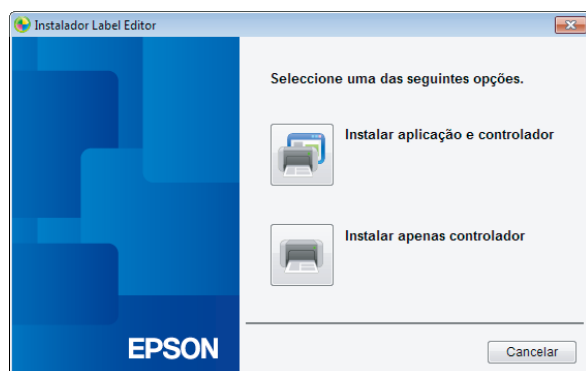 Instalador Label Editor
Seleccione uma das seguintes opções.
Instalar aplicação e controlador
Instalar apenas controlador
EPSON
Cancelar